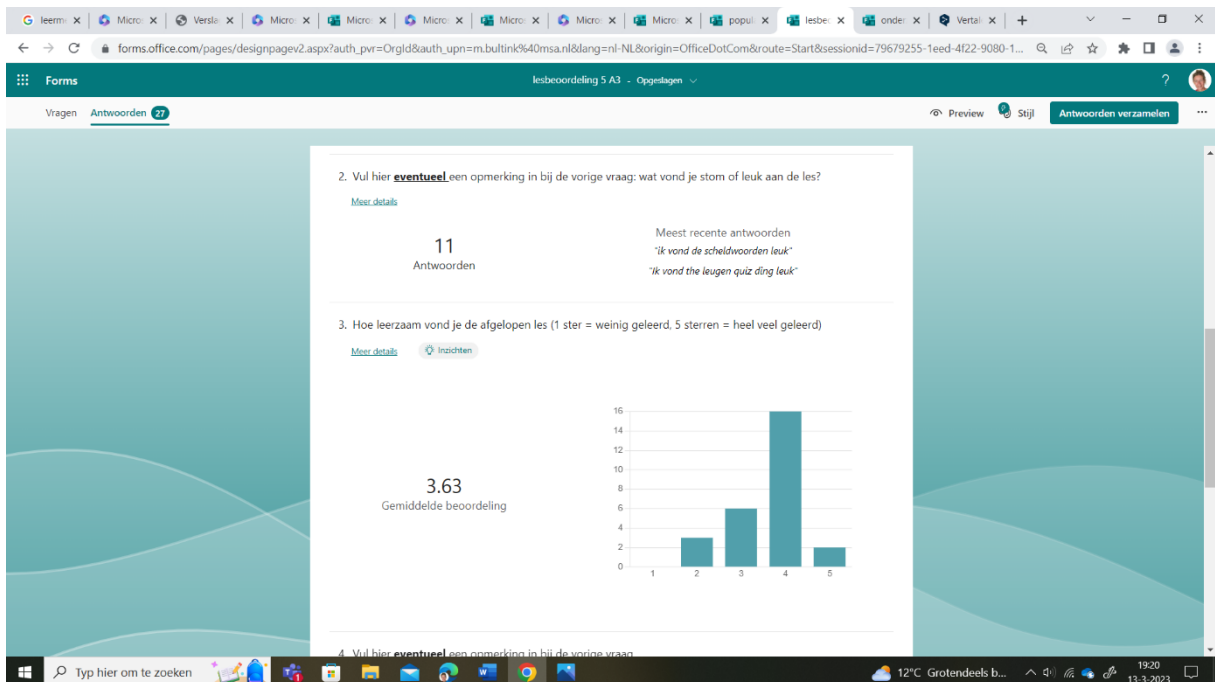 leerm
Micro
Versla
Micro
Micro
Micro
Micro
Micro
Micro
popul
lesbec
onder
Vertal
forms.office.com/pages/designpagev2.aspx?auth_pvr=OrgId&auth_upn=m.bultink%40msa.nl&lang=nl-NL&origin=OfficeDotCom&route=Start&sessionid=79679255-1eed-4f22-9080-1...
Forms
lesbeoordeling 5 A3 - Opgeslagen
?
Vragen
Antwoorden 27
Preview
Stijl
Antwoorden verzamelen
...
2. Vul hier eventueel een opmerking in bij de vorige vraag: wat vond je stom of leuk aan de les?
Meer details
11
Antwoorden
Meest recente antwoorden
"ik vond de scheldwoorden leuk"
"Ik vond the leugen quiz ding leuk"
3. Hoe leerzaam vond je de afgelopen les (1 ster = weinig geleerd, 5 sterren = heel veel geleerd)
Meer details
Inzichten
3.63
Gemiddelde beoordeling
16
14
12
10
8
6
4
2
0
1 2 3 4 5
4. Vul hier eventueel een opmerking in bij de vorige vraag
Typ hier om te zoeken
12°C Grotendeels b...
19:20
13-3-2023